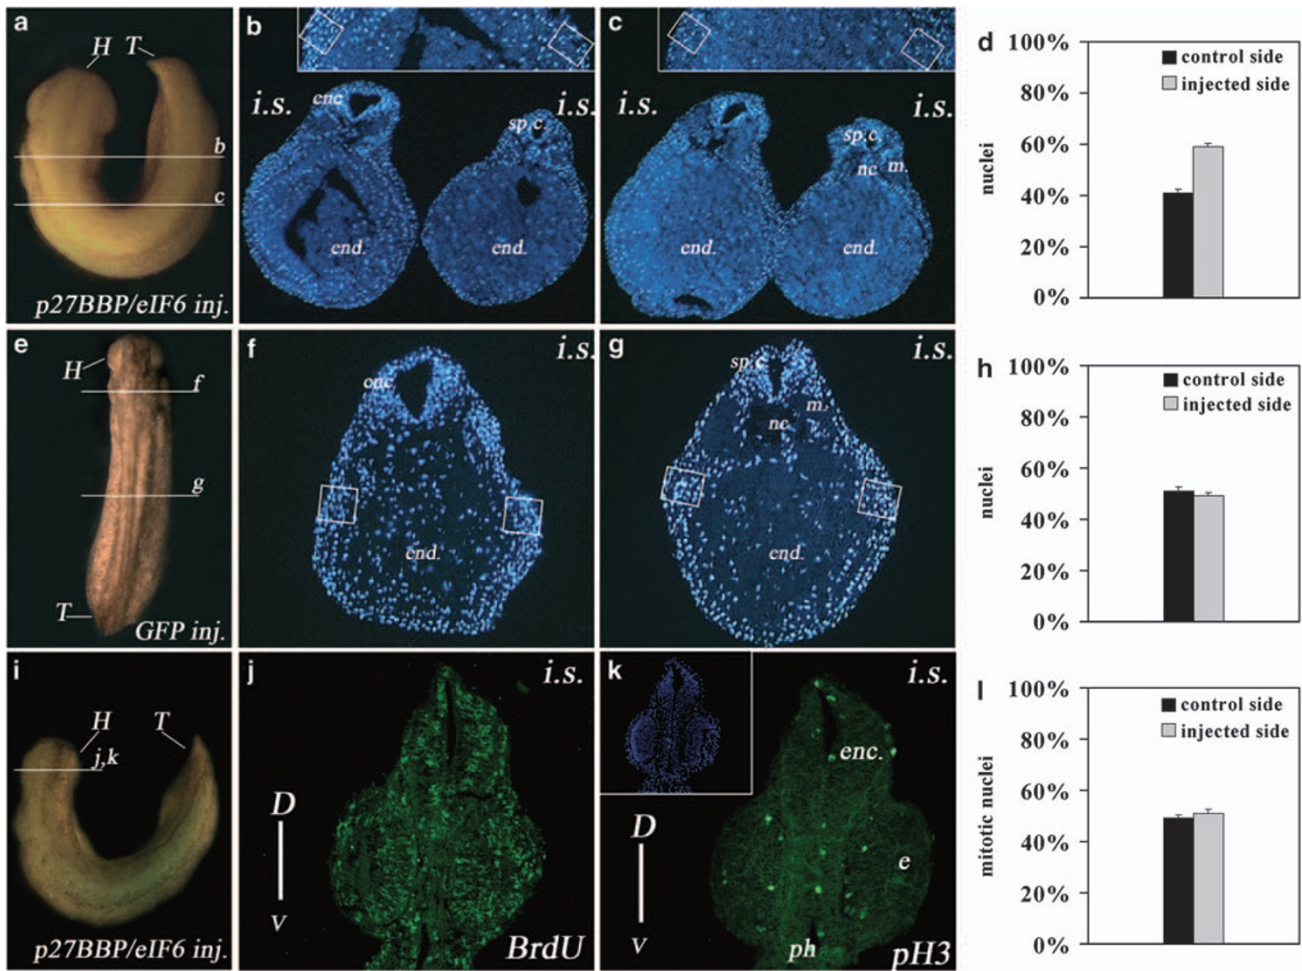 a
H
T
b
c
p27BBP/eIF6 inj.
b
i.s.
enc
end.
sp.c.
i.s.
end.
c
i.s.
end.
sp.c.
nc
m.
i.s.
end.
d
100%
80%
60%
40%
20%
0%
nuclei
control side
injected side
e
H
f
g
T
GFP inj.
f
i.s.
enc
end.
g
i.s.
sp.c.
m.
nc
end.
h
100%
80%
60%
40%
20%
0%
nuclei
control side
injected side
i
H
T
j,k
p27BBP/eIF6 inj.
j
i.s.
D
V
BrdU
k
i.s.
enc.
D
V
e
ph
pH3
l
100%
80%
60%
40%
20%
0%
mitotic nuclei
control side
injected side